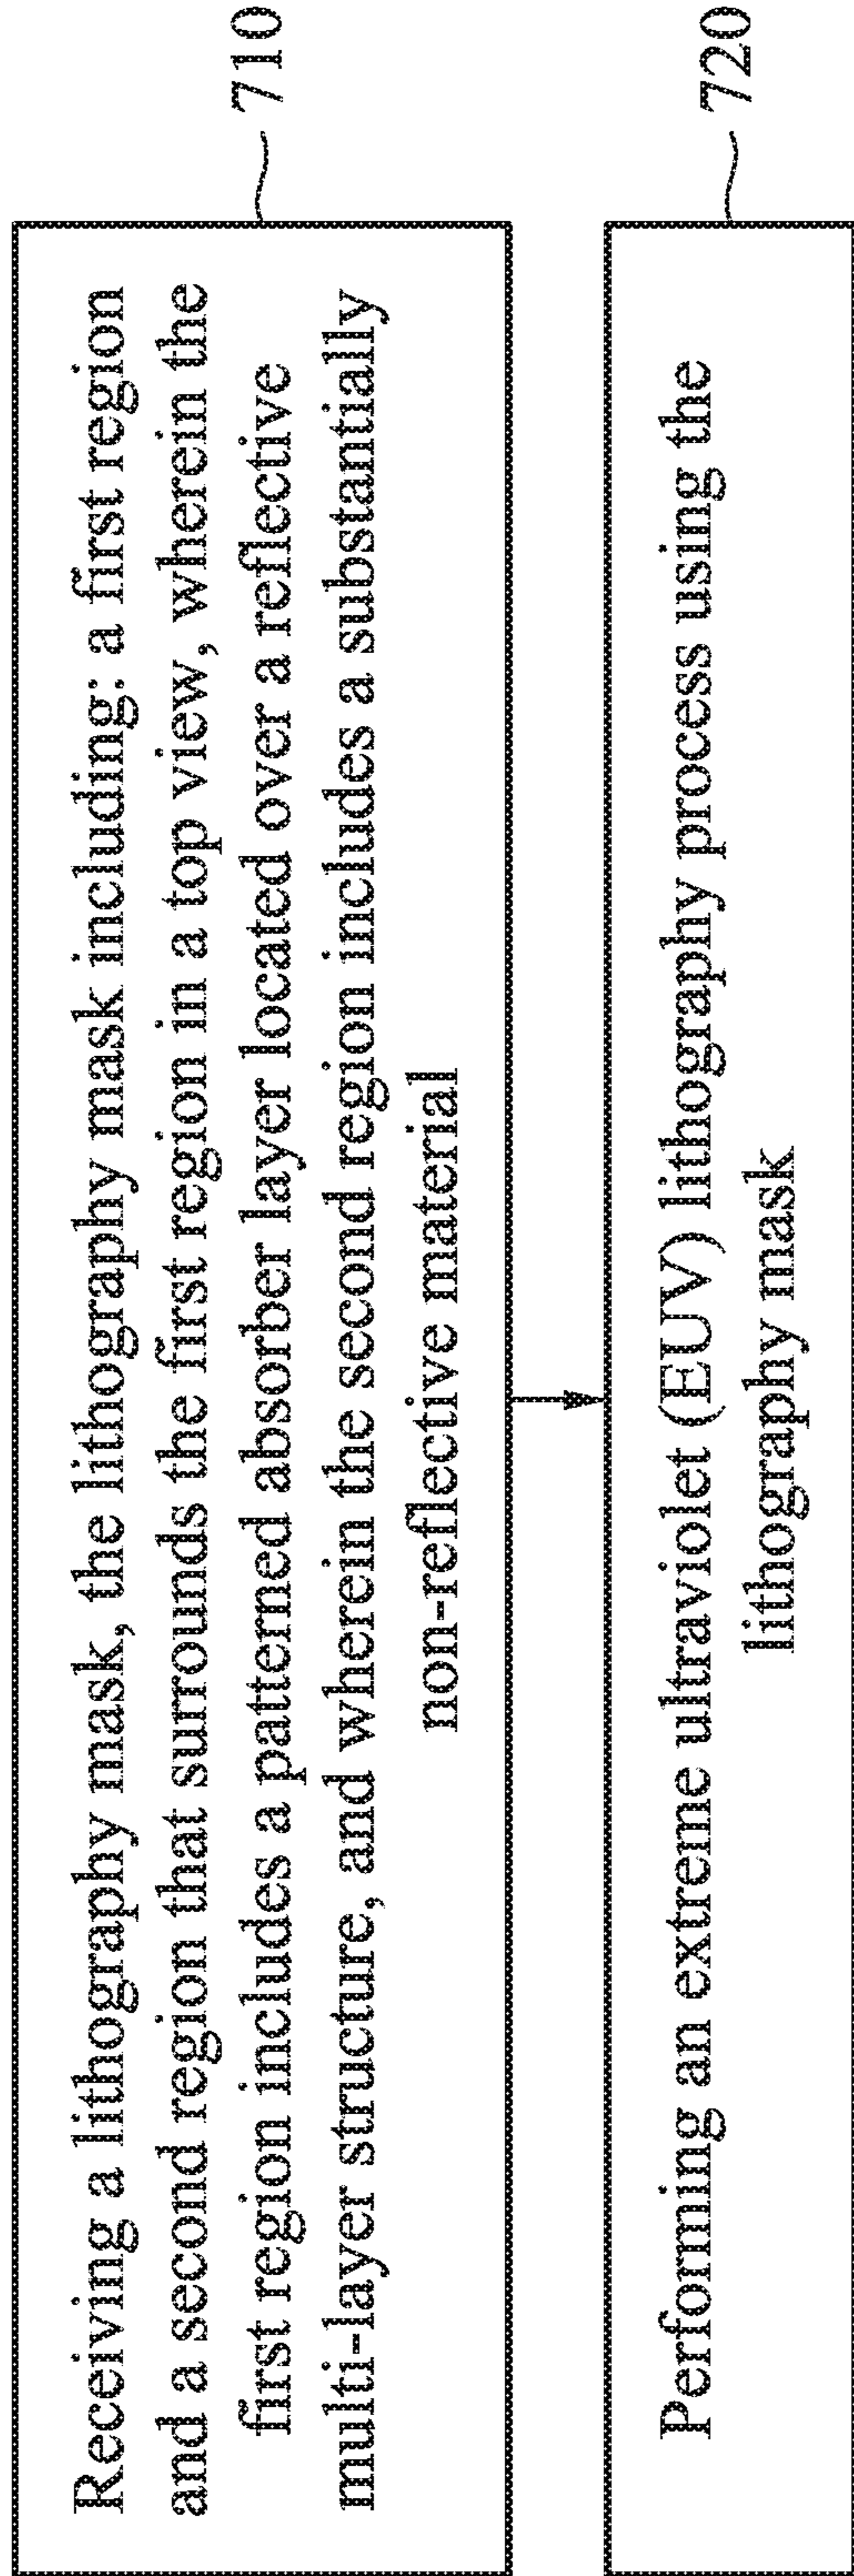 Receiving a lithography mask, the lithography mask including: a first region
and a second region that surrounds the first region in a top view, wherein the
first region includes a patterned absorber layer located over a reflective
multi-layer structure, and wherein the second region includes a substantially
non-reflective material
710
Performing an extreme ultraviolet (EUV) lithography process using the
lithography mask
720